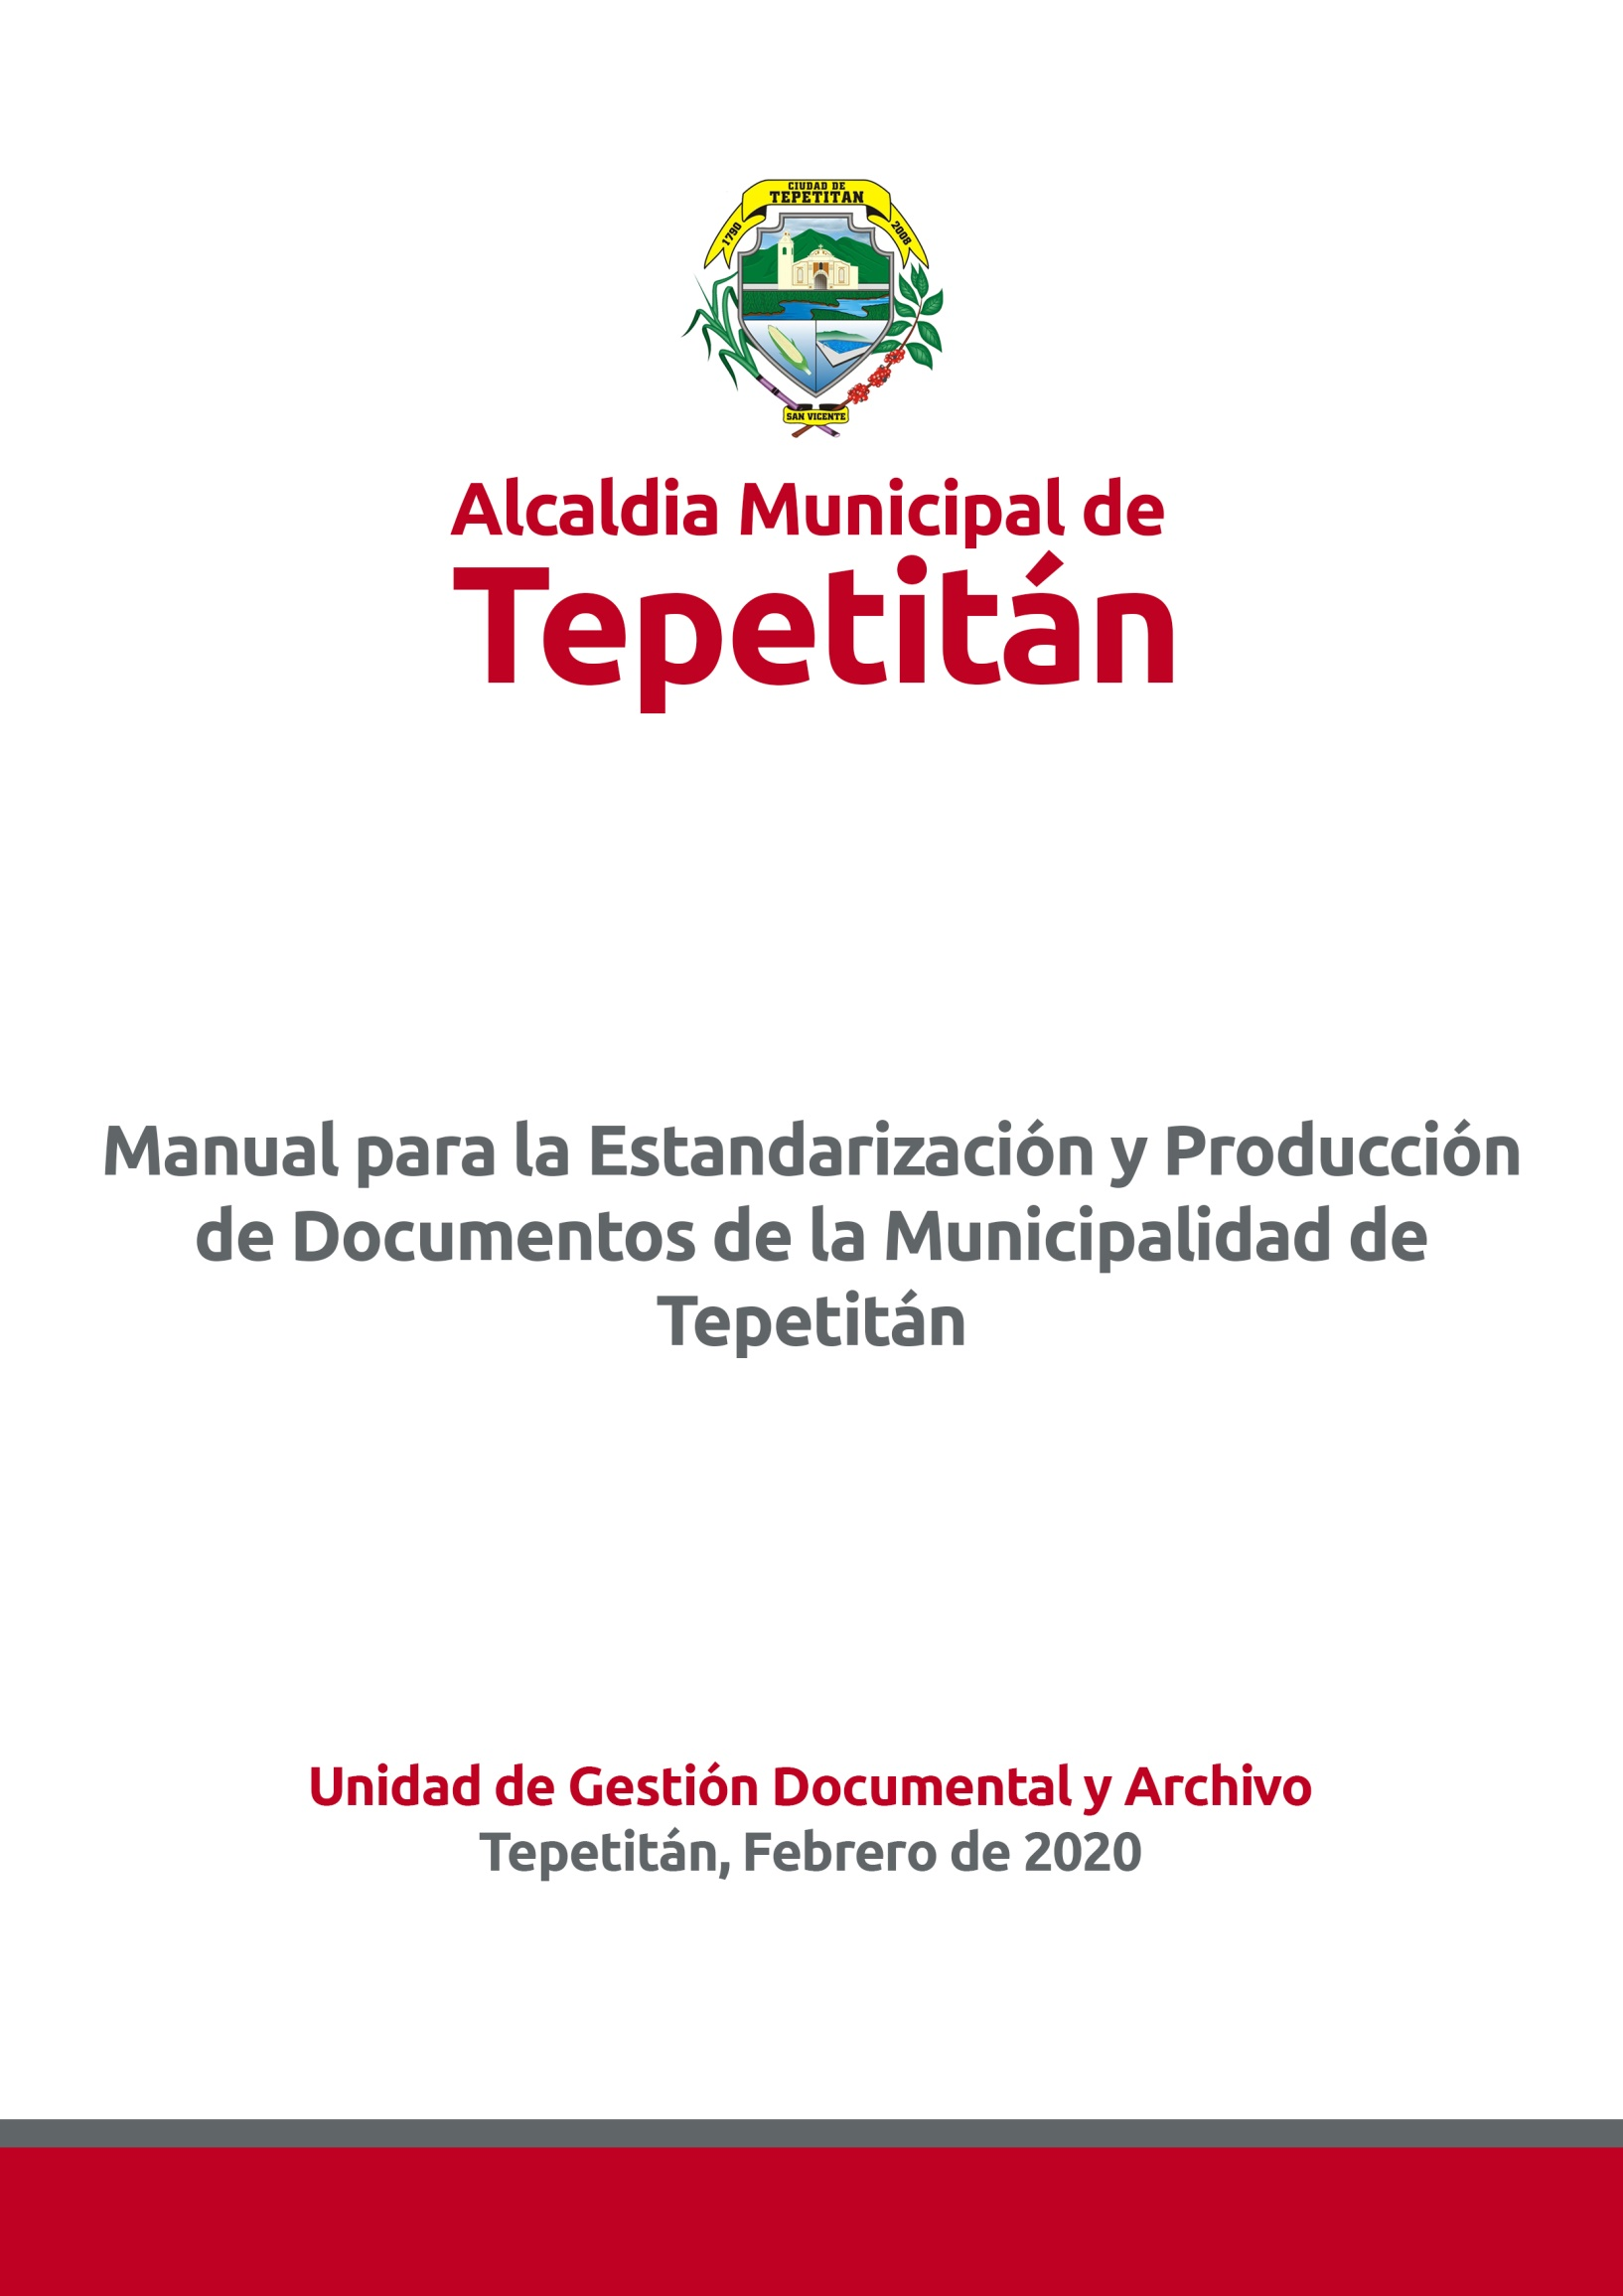 CIUDAD DE
TEPETITAN
1790
2008
SAN VICENTE
Alcaldia Municipal de
Tepetitán
Manual para la Estandarización y Producción
de Documentos de la Municipalidad de
Tepetitán
Unidad de Gestión Documental y Archivo
Tepetitán, Febrero de 2020